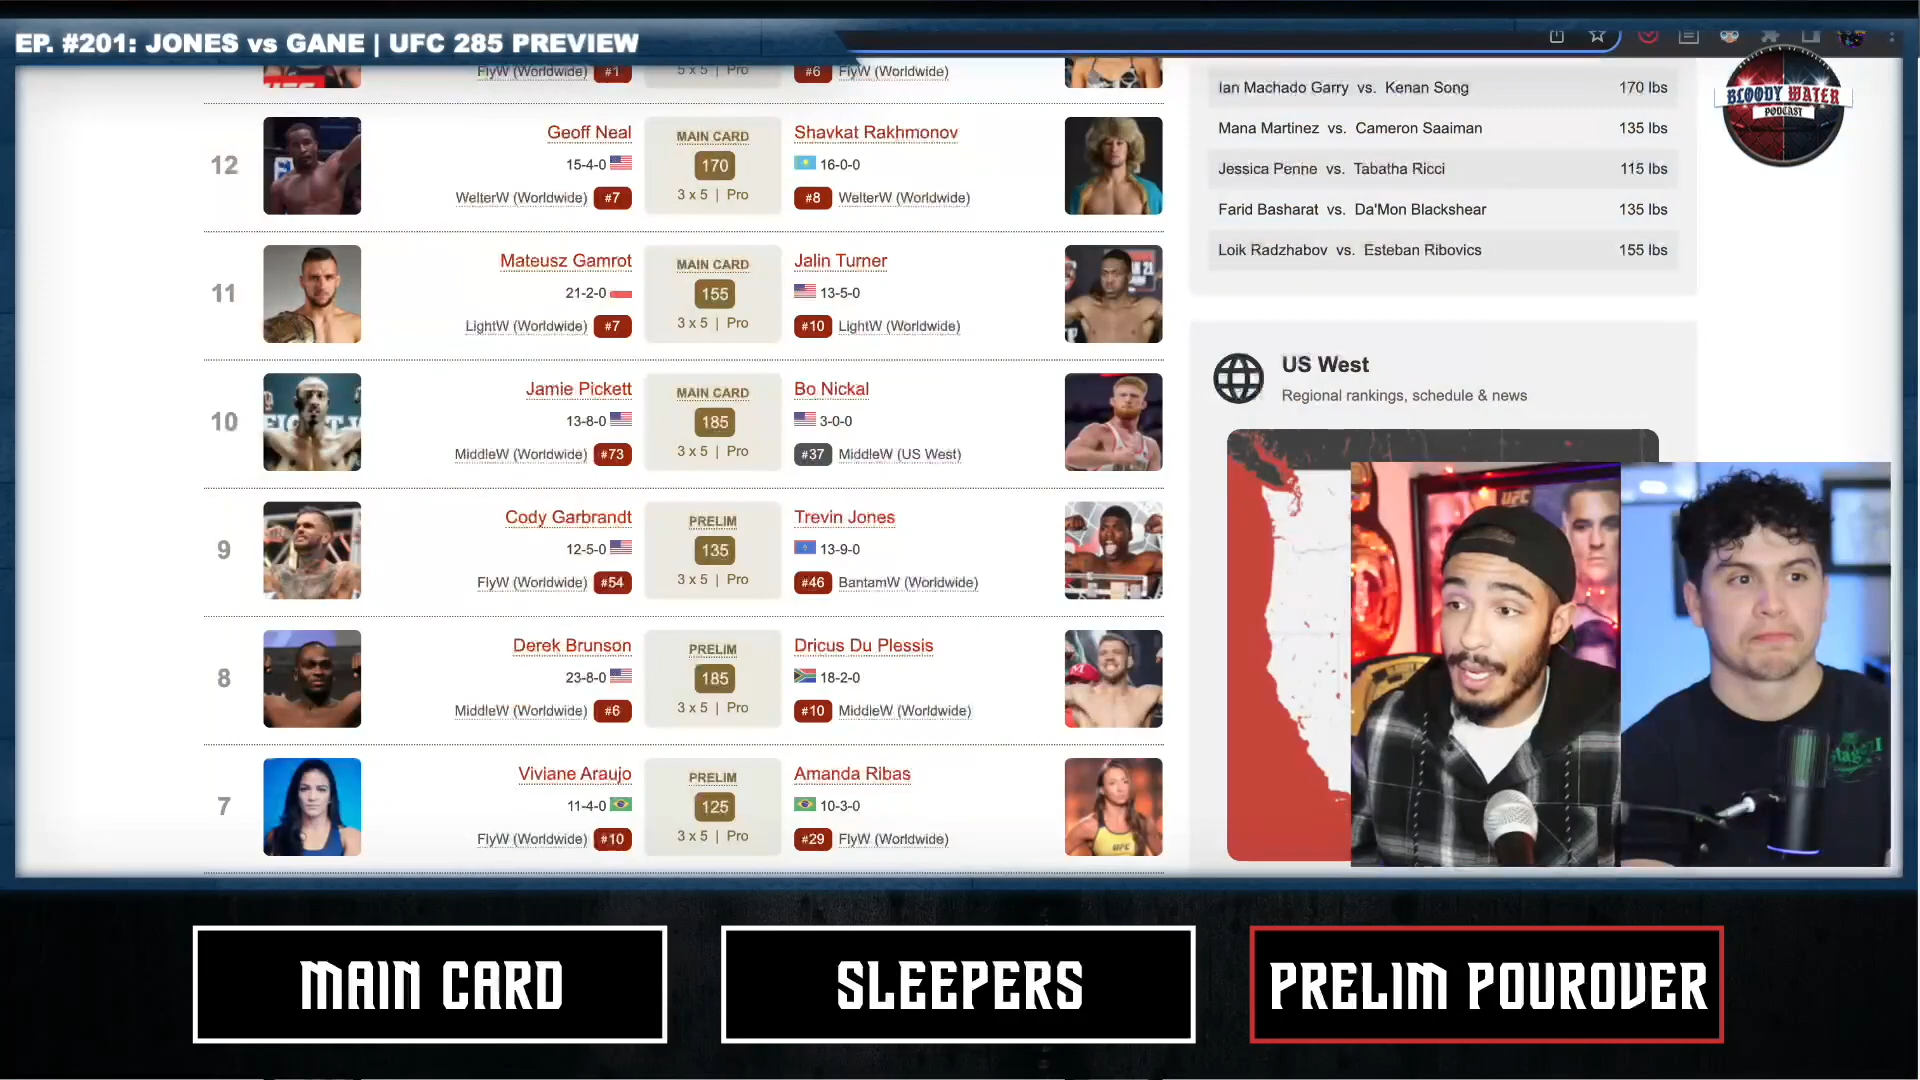 EP. #201: JONES vs GANE | UFC 285 PREVIEW
FlyW (Worldwide) #1 5 x 5 | Pro #6 FlyW (Worldwide)
12 Geoff Neal MAIN CARD Shavkat Rakhmonov
15-4-0 170 16-0-0
WelterW (Worldwide) #7 3 x 5 | Pro #8 WelterW (Worldwide)
11 Mateusz Gamrot MAIN CARD Jalin Turner
21-2-0 155 13-5-0
LightW (Worldwide) #7 3 x 5 | Pro #10 LightW (Worldwide)
10 Jamie Pickett MAIN CARD Bo Nickal
13-8-0 185 3-0-0
MiddleW (Worldwide) #73 3 x 5 | Pro #37 MiddleW (US West)
9 Cody Garbrandt PRELIM Trevin Jones
12-5-0 135 13-9-0
FlyW (Worldwide) #54 3 x 5 | Pro #46 BantamW (Worldwide)
8 Derek Brunson PRELIM Dricus Du Plessis
23-8-0 185 18-2-0
MiddleW (Worldwide) #6 3 x 5 | Pro #10 MiddleW (Worldwide)
7 Viviane Araujo PRELIM Amanda Ribas
11-4-0 125 10-3-0
FlyW (Worldwide) #10 3 x 5 | Pro #29 FlyW (Worldwide)
Ian Machado Garry vs. Kenan Song 170 lbs
Mana Martinez vs. Cameron Saaiman 135 lbs
Jessica Penne vs. Tabatha Ricci 115 lbs
Farid Basharat vs. Da'Mon Blackshear 135 lbs
Loik Radzhabov vs. Esteban Ribovics 155 lbs
BLOODY WATER
PODCAST
US West
Regional rankings, schedule & news
UFC
MAIN CARD
SLEEPERS
PRELIM POUROVER